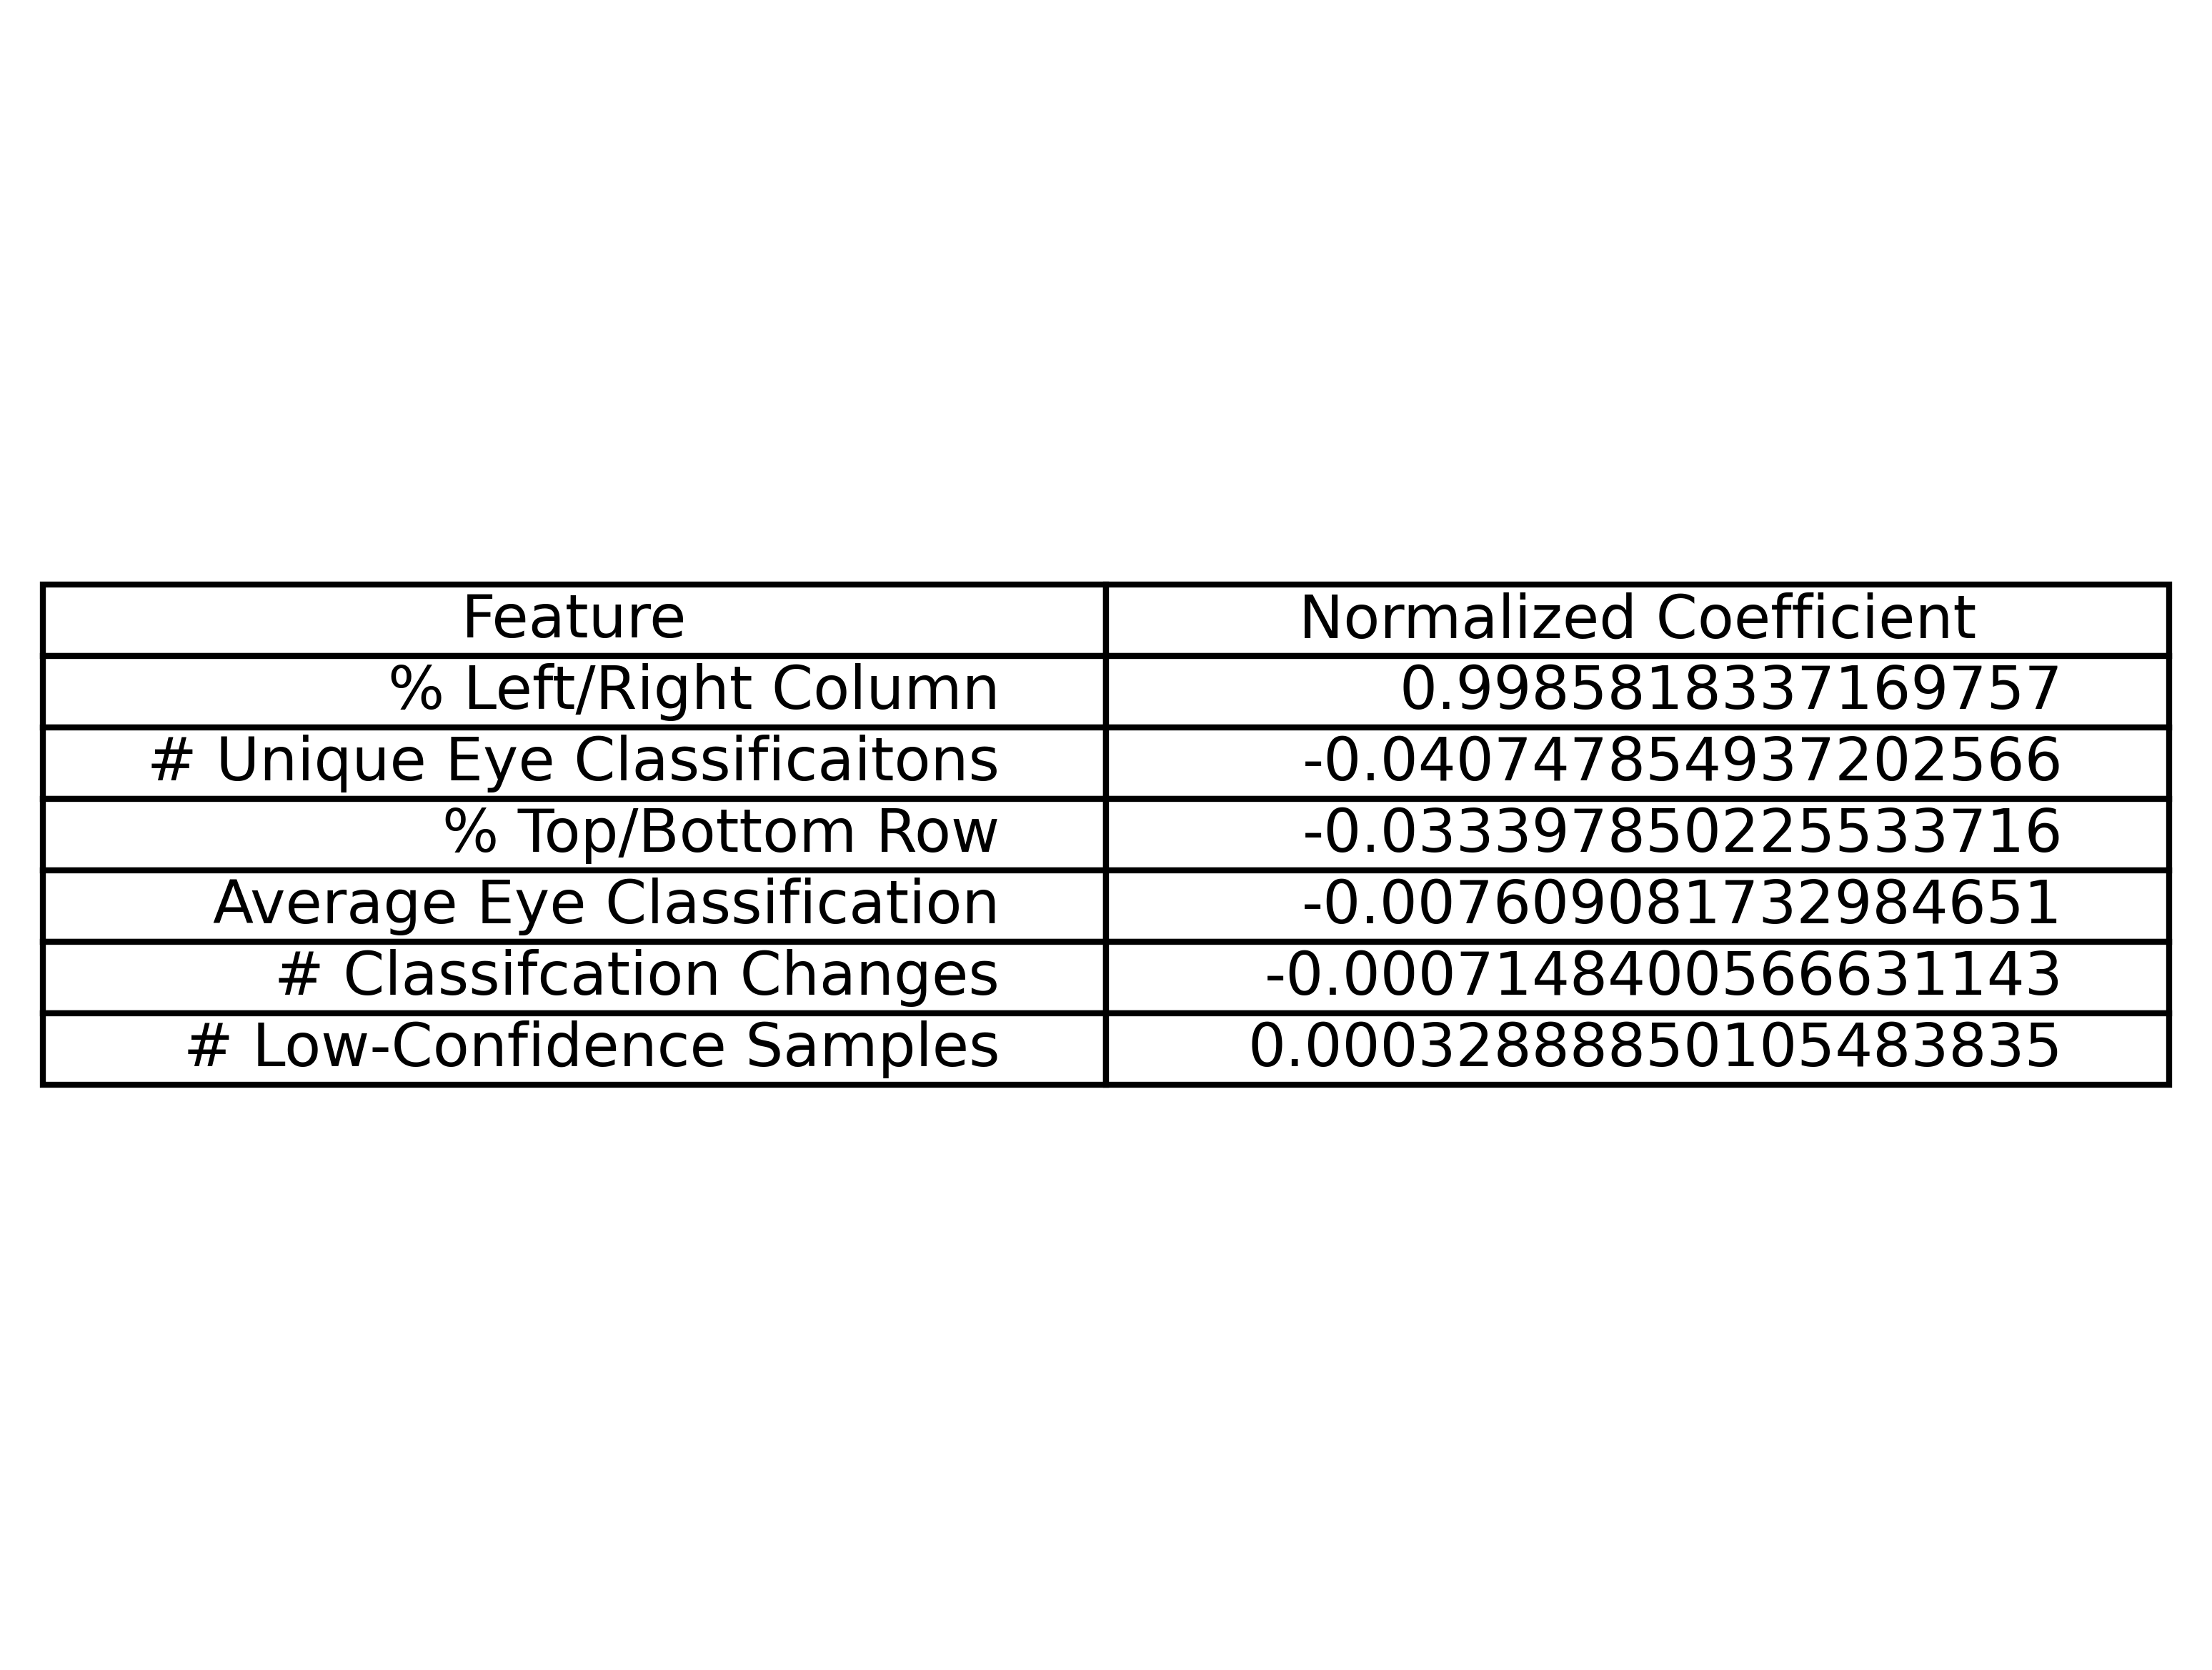 Feature Normalized Coefficient
% Left/Right Column 0.9985818337169757
# Unique Eye Classificaitons -0.040747854937202566
% Top/Bottom Row -0.033397850225533716
Average Eye Classification -0.007609081732984651
# Classifcation Changes -0.0007148400566631143
# Low-Confidence Samples 0.00032888850105483835